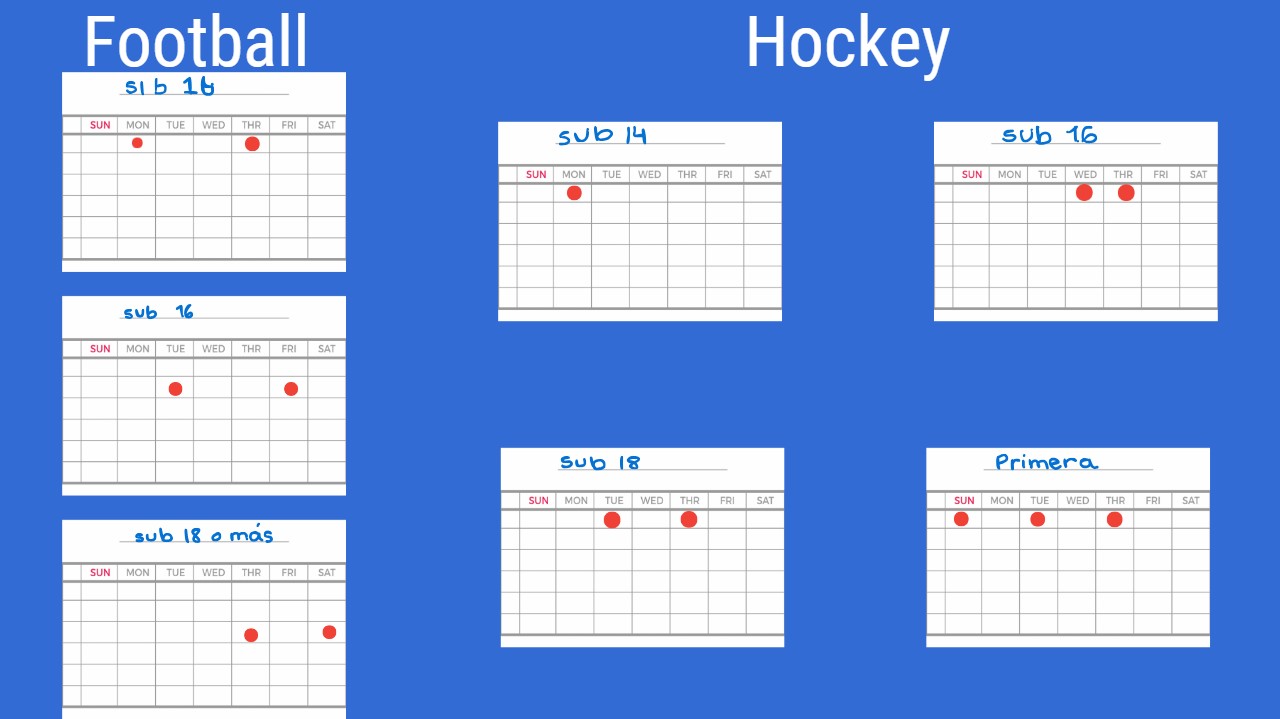 Football
Hockey
SUN MON TUE WED THR FRI SAT
sub 14
SUN MON TUE WED THR FRI SAT
sub 16
SUN MON TUE WED THR FRI SAT
sub 16
SUN MON TUE WED THR FRI SAT
sub 18 o más
SUN MON TUE WED THR FRI SAT
sub 18
SUN MON TUE WED THR FRI SAT
Primera
SUN MON TUE WED THR FRI SAT